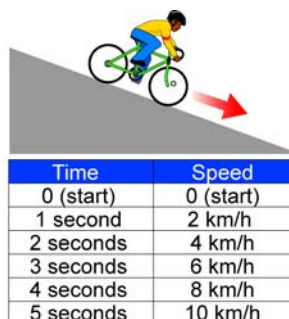 Time Speed
0 (start) 0 (start)
1 second 2 km/h
2 seconds 4 km/h
3 seconds 6 km/h
4 seconds 8 km/h
5 seconds 10 km/h